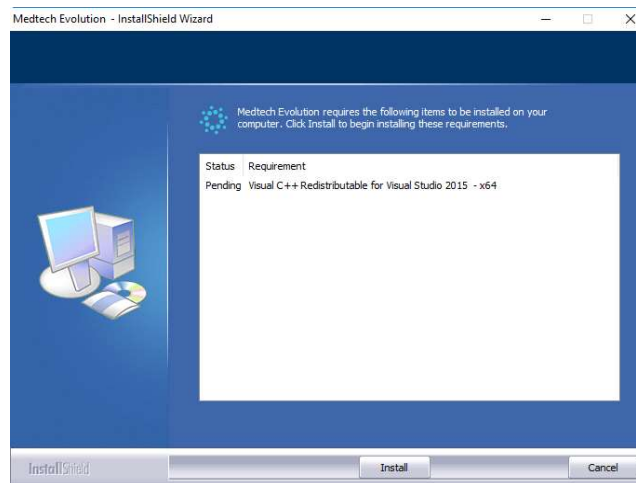 Medtech Evolution - InstallShield Wizard
Medtech Evolution requires the following items to be installed on your
computer. Click Install to begin installing these requirements.
Status Requirement
Pending Visual C++ Redistributable for Visual Studio 2015 - x64
InstallShield
Install
Cancel